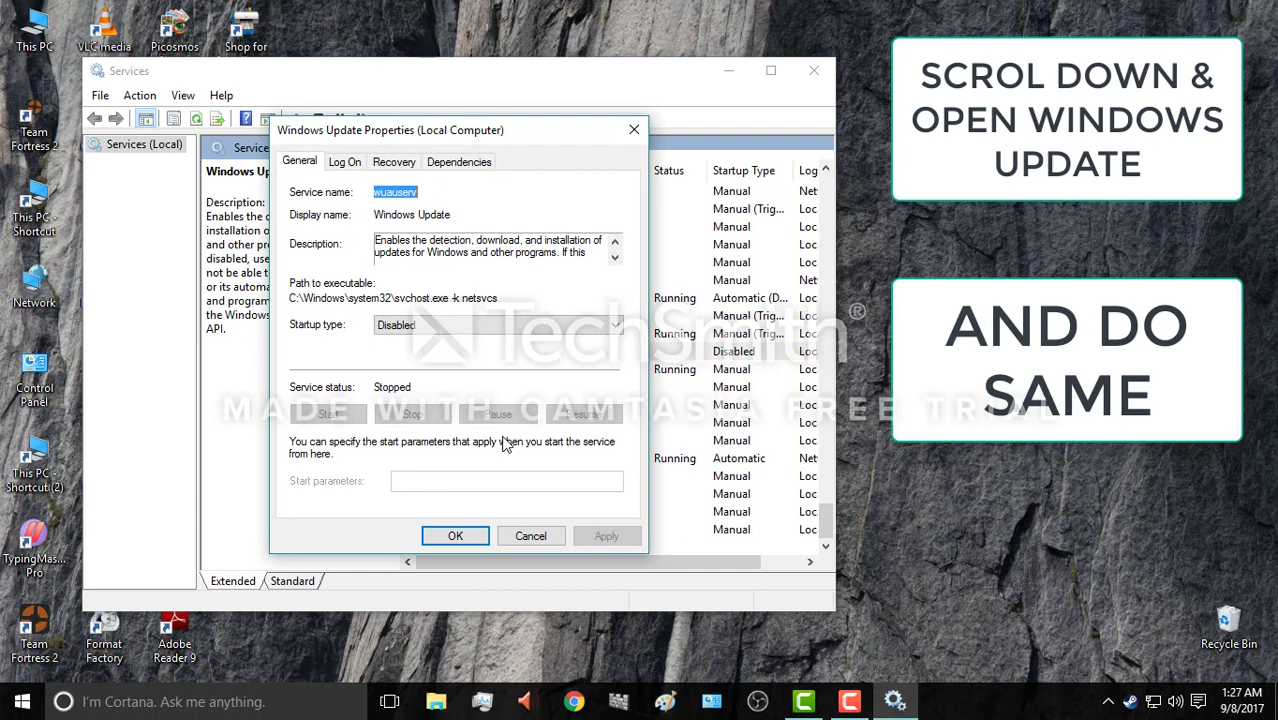 This PC
VLC media
Picosmos
Shop for
Team
Fortress 2
This PC -
Shortcut
Network
Control
Panel
This PC -
Shortcut (2)
TypingMas...
Pro
Team
Fortress 2
Format
Factory
Adobe
Reader 9
Recycle Bin
Services
File Action View Help
Services (Local)
Service
Windows Up
Description:
Enables the d
installation o
and other pro
disabled, use
not be able t
or its automa
and program
the Windows
API.
Status Startup Type Log
Manual Net
Manual (Trig... Loc
Manual Loc
Manual Loc
Manual Loc
Manual Loc
Running Automatic (D... Loc
Manual (Trig... Loc
Running Manual (Trig... Loc
Disabled Loc
Running Manual Loc
Manual Loc
Manual Loc
Manual Loc
Manual Loc
Running Automatic Net
Manual Loc
Manual Loc
Manual Loc
Manual Loc
Extended Standard
Windows Update Properties (Local Computer)
General Log On Recovery Dependencies
Service name: wuauserv
Display name: Windows Update
Description: Enables the detection, download, and installation of
updates for Windows and other programs. If this
Path to executable:
C:\Windows\system32\svchost.exe -k netsvcs
Startup type: Disabled
Service status: Stopped
Start Stop Pause Resume
You can specify the start parameters that apply when you start the service
from here.
Start parameters:
OK Cancel Apply
SCROL DOWN &
OPEN WINDOWS
UPDATE
AND DO
SAME
TechSmith®
MADE WITH CAMTASIA FREE TRIAL
I'm Cortana. Ask me anything.
1:27 AM
9/8/2017